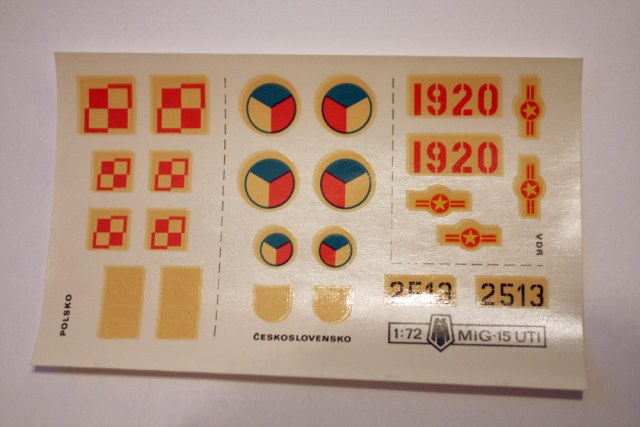 1920
1920
VDR
2513
2513
POLSKO
ČESKOSLOVENSKO
1:72
MiG-15 UTI